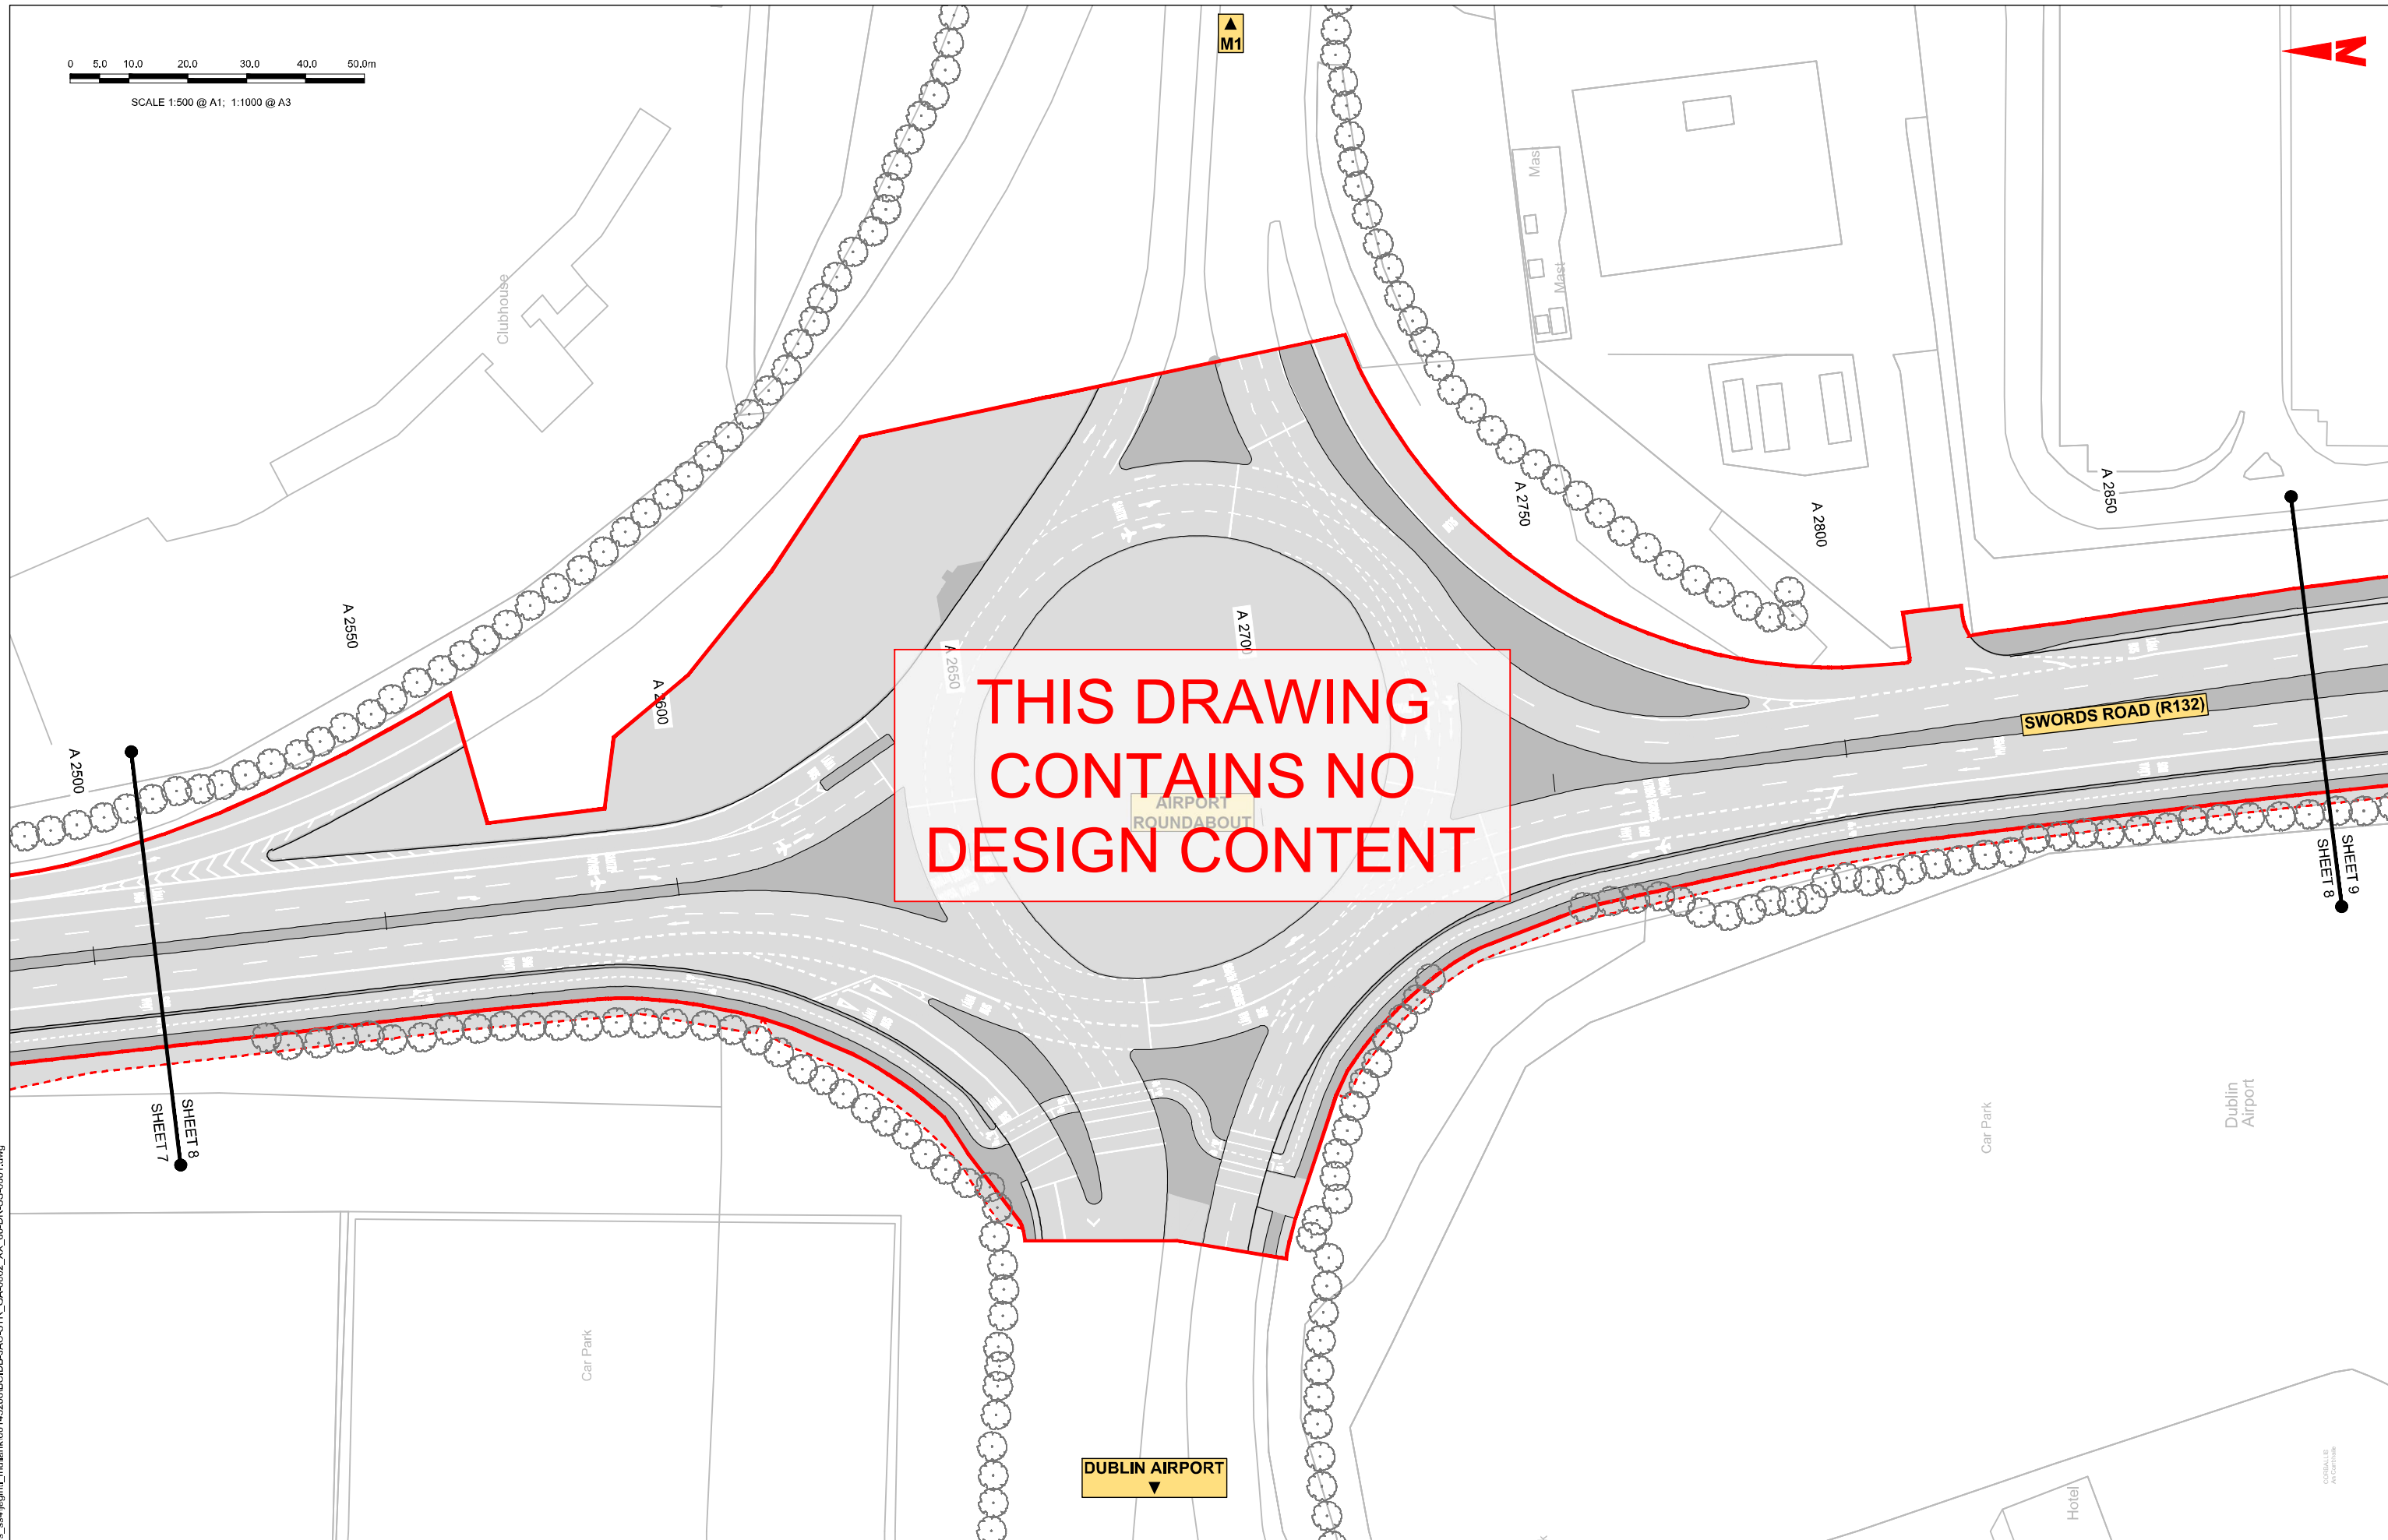 0 5.0 10.0 20.0 30.0 40.0 50.0m
SCALE 1:500 @ A1; 1:1000 @ A3
M1
N
Clubhouse
Mast
Mast
A 2500
A 2550
A 2600
A 2650
A 2700
A 2750
A 2800
A 2850
SWORDS ROAD (R132)
THIS DRAWING
CONTAINS NO
DESIGN CONTENT
AIRPORT
ROUNDABOUT
SHEET 9
SHEET 8
SHEET 8
SHEET 7
Car Park
Dublin
Airport
Car Park
DUBLIN AIRPORT
Hotel